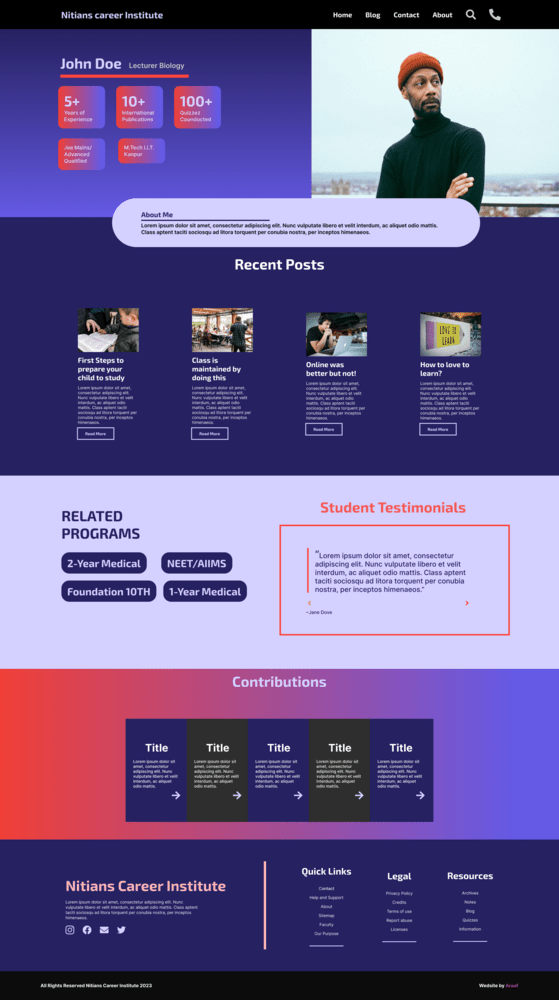 Nitians career Institute
Home Blog Contact About
John Doe Lecturer Biology
5+
Years of
Experience
10+
International
Publications
100+
Quizzes
Counducted
Jee Mains/
Advanced
Qualified
M.Tech I.I.T.
Kanpur
About Me
Lorem ipsum dolor sit amet, consectetur adipiscing elit. Nunc vulputate libero et velit interdum, ac aliquet odio mattis.
Class aptent taciti sociosqu ad litora torquent per conubia nostra, per inceptos himenaeos.
Recent Posts
First Steps to
prepare your
child to study
Lorem ipsum dolor sit amet,
consectetur adipiscing elit. Nunc
vulputate libero et velit
interdum, ac aliquet odio
mattis. Class aptent taciti
sociosqu ad litora torquent per
conubia nostra, per inceptos
himenaeos.
Read More
Class is
maintained by
doing this
Lorem ipsum dolor sit amet,
consectetur adipiscing elit. Nunc
vulputate libero et velit
interdum, ac aliquet odio
mattis. Class aptent taciti
sociosqu ad litora torquent per
conubia nostra, per inceptos
himenaeos.
Read More
Online was
better but not!
Lorem ipsum dolor sit amet,
consectetur adipiscing elit. Nunc
vulputate libero et velit
interdum, ac aliquet odio
mattis. Class aptent taciti
sociosqu ad litora torquent per
conubia nostra, per inceptos
himenaeos.
Read More
LOVE TO
LEARN
How to love to
learn?
Lorem ipsum dolor sit amet,
consectetur adipiscing elit. Nunc
vulputate libero et velit
interdum, ac aliquet odio
mattis. Class aptent taciti
sociosqu ad litora torquent per
conubia nostra, per inceptos
himenaeos.
Read More
RELATED
PROGRAMS
2-Year Medical
NEET/AIIMS
Foundation 10TH
1-Year Medical
Student Testimonials
"Lorem ipsum dolor sit amet, consectetur
adipiscing elit. Nunc vulputate libero et velit
interdum, ac aliquet odio mattis. Class aptent
taciti sociosqu ad litora torquent per conubia
nostra, per inceptos himenaeos."
~Jane Dove
Contributions
Title
Lorem ipsum dolor sit
amet, consectetur
adipiscing elit. Nunc
vulputate libero et velit
interdum, ac aliquet
odio mattis.
Title
Lorem ipsum dolor sit
amet, consectetur
adipiscing elit. Nunc
vulputate libero et velit
interdum, ac aliquet
odio mattis.
Title
Lorem ipsum dolor sit
amet, consectetur
adipiscing elit. Nunc
vulputate libero et velit
interdum, ac aliquet
odio mattis.
Title
Lorem ipsum dolor sit
amet, consectetur
adipiscing elit. Nunc
vulputate libero et velit
interdum, ac aliquet
odio mattis.
Title
Lorem ipsum dolor sit
amet, consectetur
adipiscing elit. Nunc
vulputate libero et velit
interdum, ac aliquet
odio mattis.
Nitians Career Institute
Lorem ipsum dolor sit amet, consectetur adipiscing elit. Nunc
vulputate libero et velit interdum, ac aliquet odio mattis. Class
aptent taciti sociosqu ad litora torquent per conubia nostra, per
inceptos himenaeos.
Quick Links
Contact
Help and Support
About
Sitemap
Faculty
Our Purpose
Legal
Privacy Policy
Credits
Terms of use
Report abuse
Licenses
Resources
Archives
Notes
Blog
Quizzes
Information
All Rights Reserved Nitians Career Institute 2023